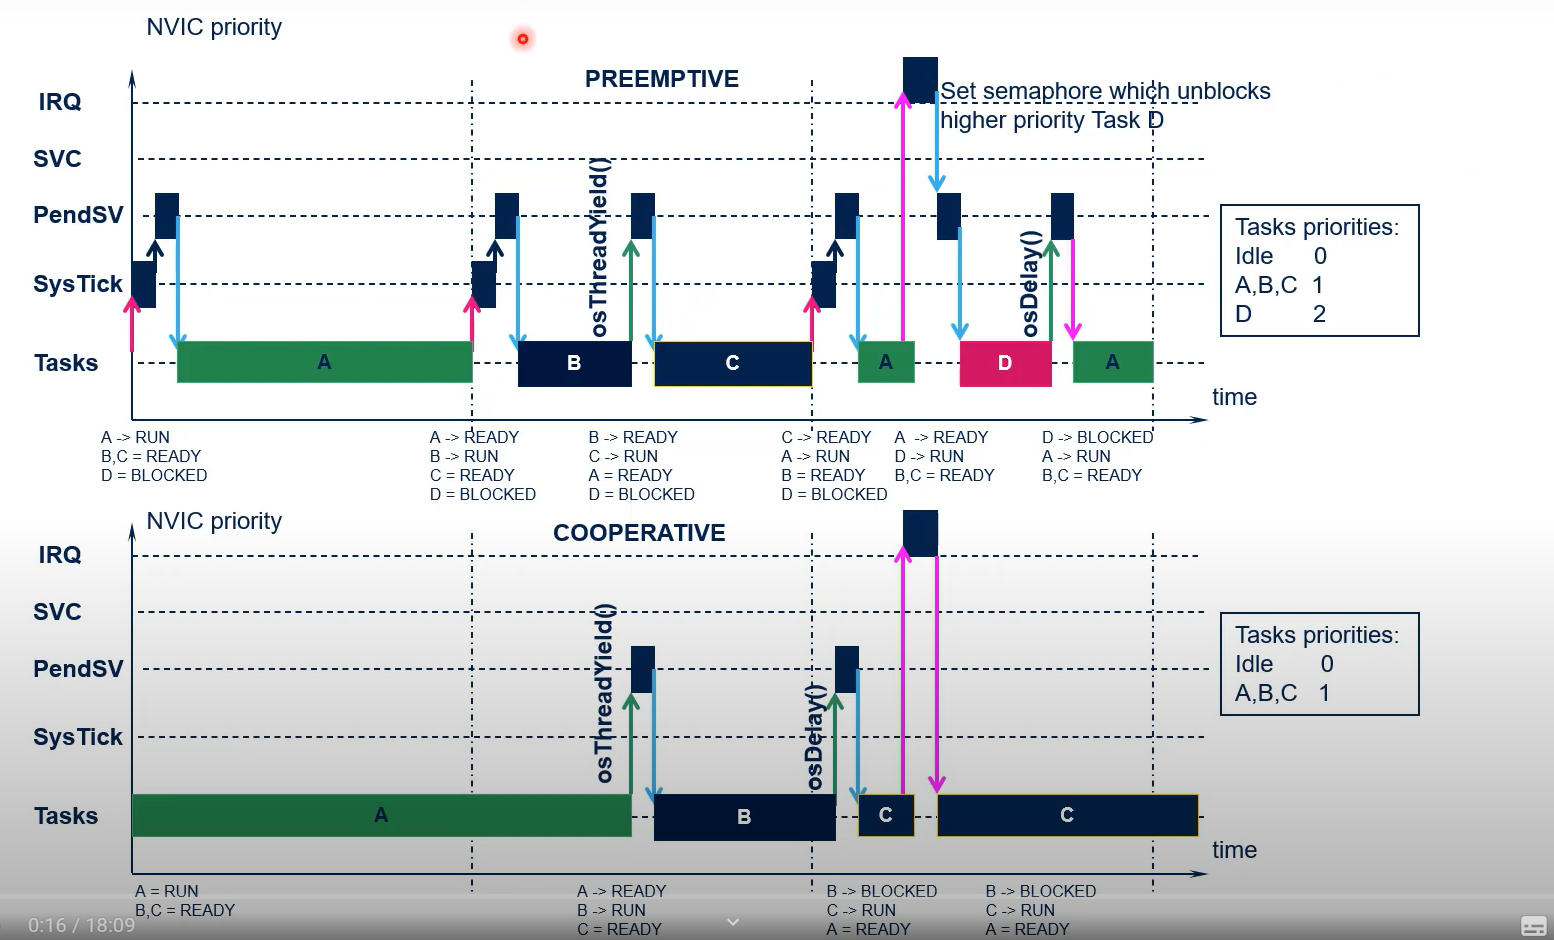 NVIC priority
PREEMPTIVE
IRQ
Set semaphore which unblocks
higher priority Task D
SVC
osThreadYield()
PendSV
Tasks priorities:
Idle 0
A,B,C 1
D 2
SysTick
osDelay()
Tasks
A
B
C
A
D
A
time
A -> RUN
B,C = READY
D = BLOCKED
A -> READY
B -> RUN
C = READY
D = BLOCKED
B -> READY
C -> RUN
A = READY
D = BLOCKED
C -> READY
A -> RUN
B = READY
D = BLOCKED
A -> READY
D -> RUN
B,C = READY
D -> BLOCKED
A -> RUN
B,C = READY
NVIC priority
COOPERATIVE
IRQ
SVC
osThreadYield()
PendSV
Tasks priorities:
Idle 0
A,B,C 1
SysTick
osDelay()
Tasks
A
B
C
C
time
A = RUN
B,C = READY
A -> READY
B -> RUN
C = READY
B -> BLOCKED
C -> RUN
A = READY
B -> BLOCKED
C -> RUN
A = READY
0:16 / 18:09